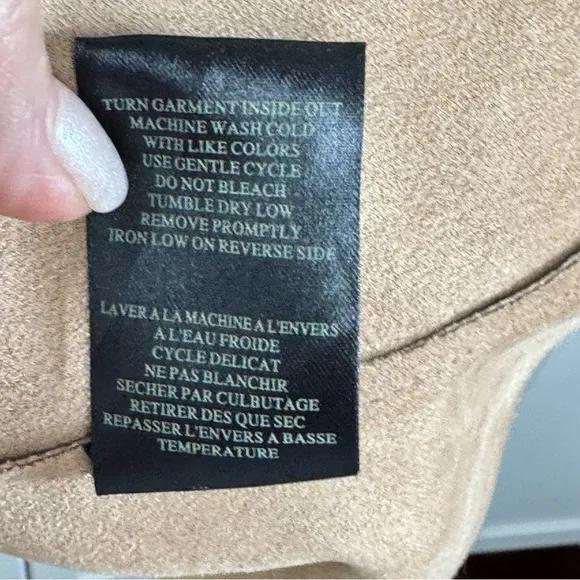 TURN GARMENT INSIDE OUT
MACHINE WASH COLD
WITH LIKE COLORS
USE GENTLE CYCLE
DO NOT BLEACH
TUMBLE DRY LOW
REMOVE PROMPTLY
IRON LOW ON REVERSE SIDE
LAVER A LA MACHINE A L'ENVERS
A L'EAU FROIDE
CYCLE DELICAT
NE PAS BLANCHIR
SECHER PAR CULBUTAGE
RETIRER DES QUE SEC
REPASSER L'ENVERS A BASSE
TEMPERATURE